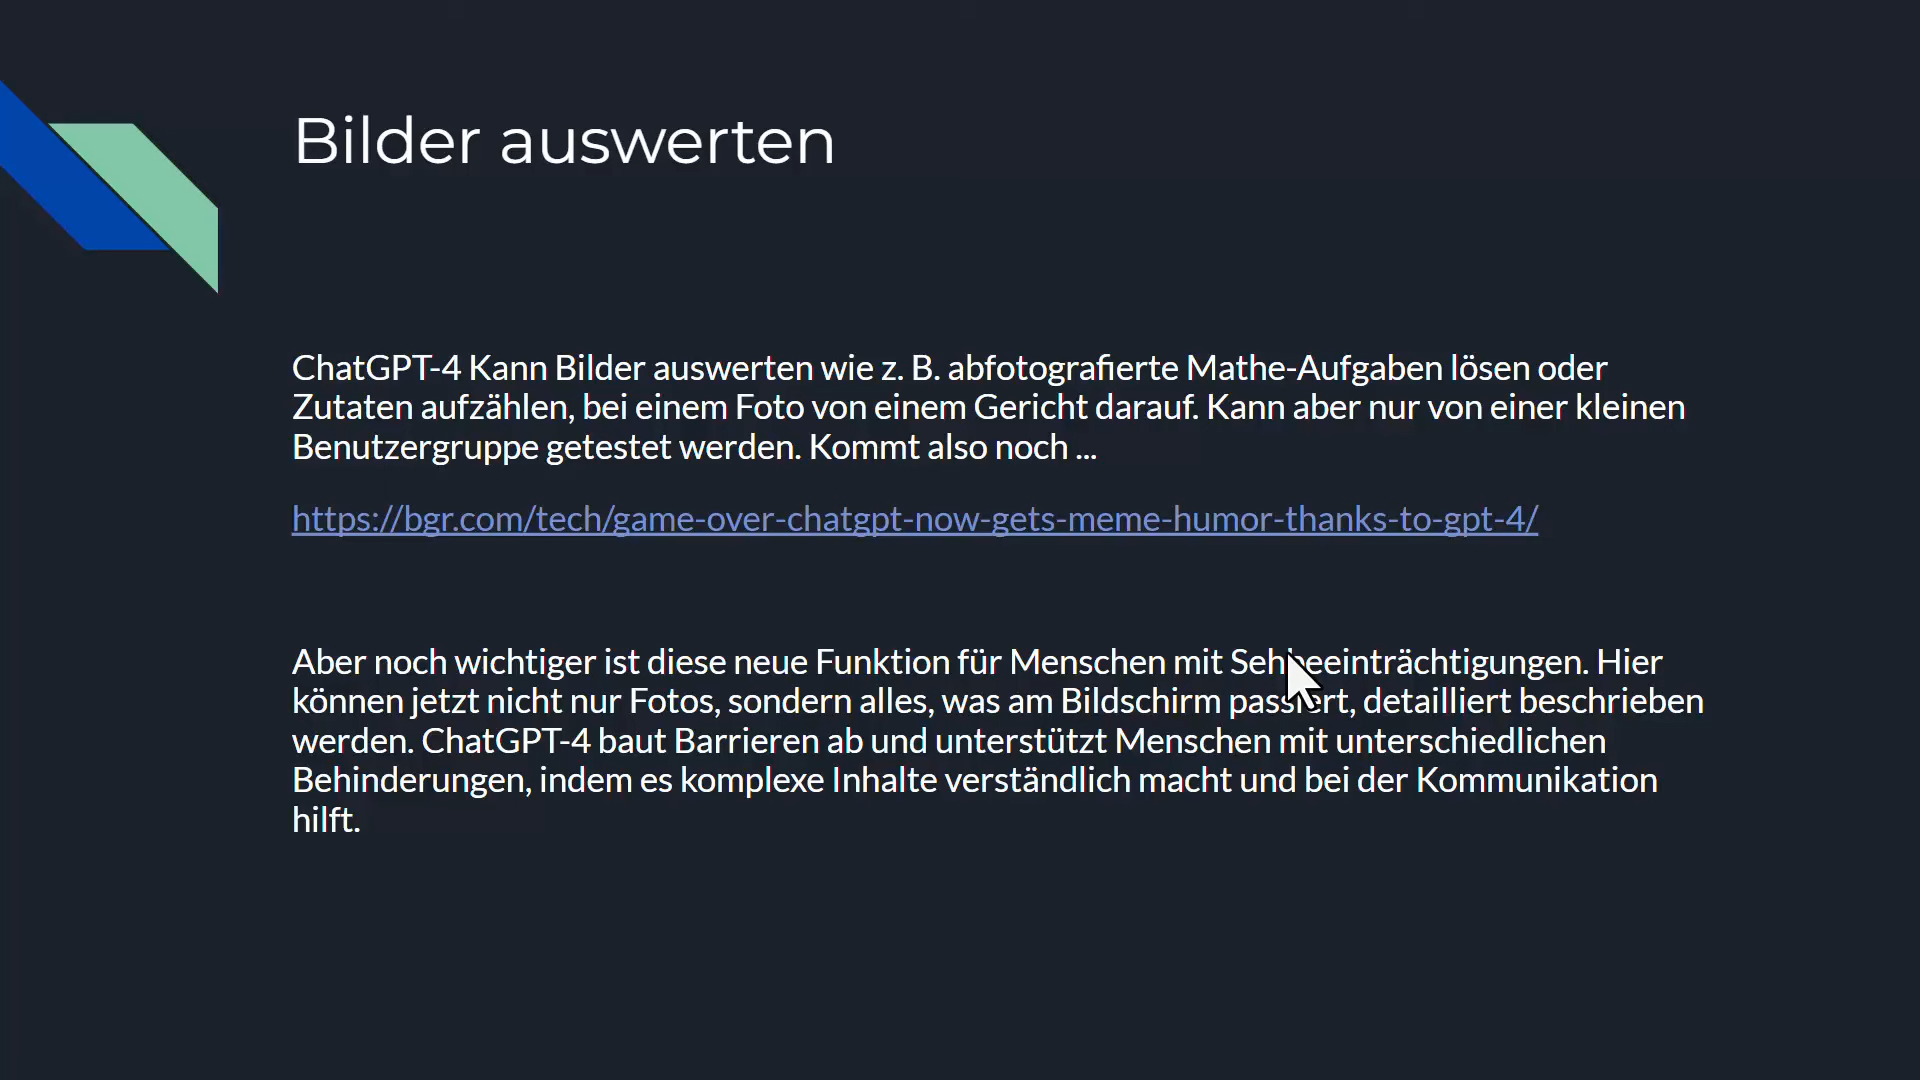 Bilder auswerten
ChatGPT-4 Kann Bilder auswerten wie z. B. abfotografierte Mathe-Aufgaben lösen oder
Zutaten aufzählen, bei einem Foto von einem Gericht darauf. Kann aber nur von einer kleinen
Benutzergruppe getestet werden. Kommt also noch ...
https://bgr.com/tech/game-over-chatgpt-now-gets-meme-humor-thanks-to-gpt-4/
Aber noch wichtiger ist diese neue Funktion für Menschen mit Sehbeeinträchtigungen. Hier
können jetzt nicht nur Fotos, sondern alles, was am Bildschirm passiert, detailliert beschrieben
werden. ChatGPT-4 baut Barrieren ab und unterstützt Menschen mit unterschiedlichen
Behinderungen, indem es komplexe Inhalte verständlich macht und bei der Kommunikation
hilft.